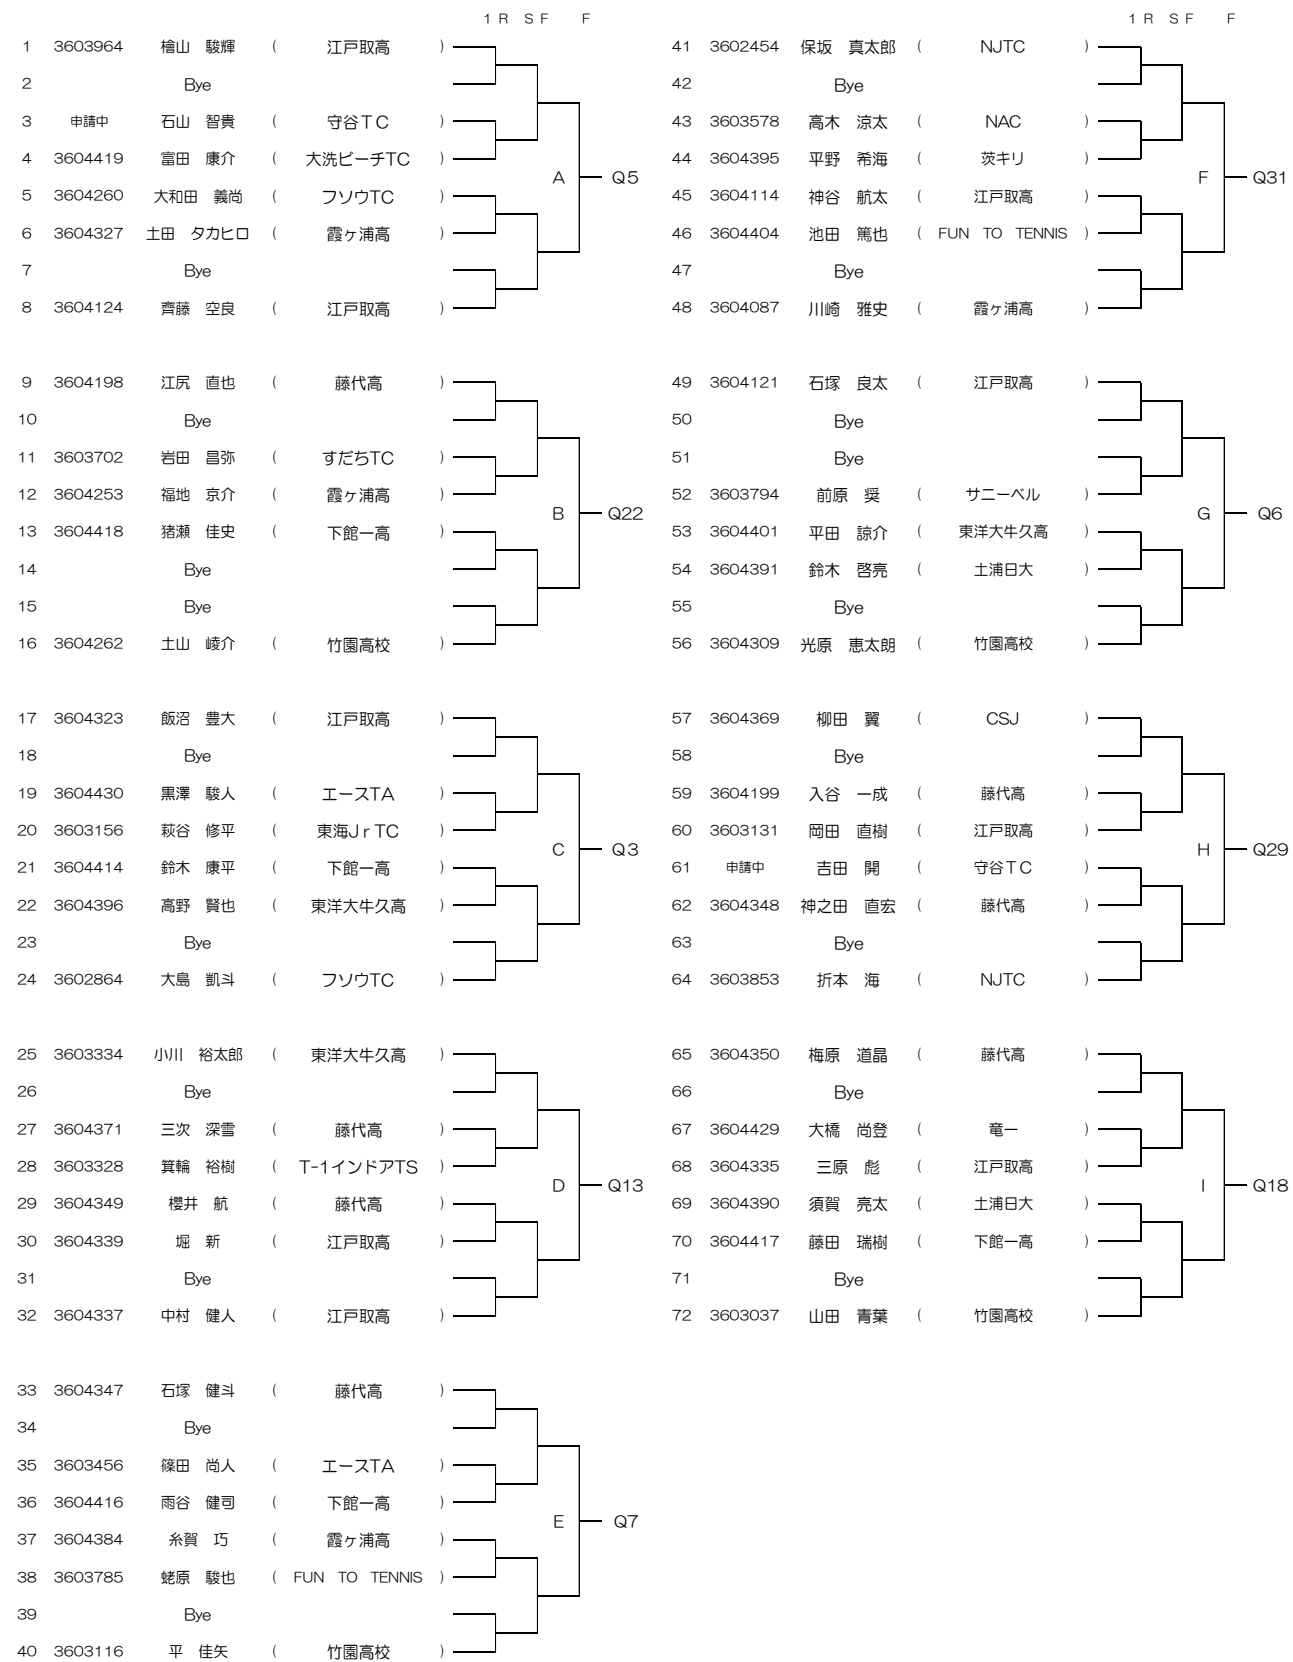 1R SF F
1 3603964 檜山 駿輝 ( 江戸取高 )
2 Bye
3 申請中 石山 智貴 ( 守谷TC )
4 3604419 富田 康介 ( 大洗ビーチTC )
A Q5
5 3604260 大和田 義尚 ( フソウTC )
6 3604327 土田 タカヒロ ( 霞ヶ浦高 )
7 Bye
8 3604124 齊藤 空良 ( 江戸取高 )
9 3604198 江尻 直也 ( 藤代高 )
10 Bye
11 3603702 岩田 昌弥 ( すだちTC )
12 3604253 福地 京介 ( 霞ヶ浦高 )
B Q22
13 3604418 猪瀬 佳史 ( 下館一高 )
14 Bye
15 Bye
16 3604262 土山 崚介 ( 竹園高校 )
17 3604323 飯沼 豊大 ( 江戸取高 )
18 Bye
19 3604430 黒澤 駿人 ( エースTA )
20 3603156 萩谷 修平 ( 東海JrTC )
C Q3
21 3604414 鈴木 康平 ( 下館一高 )
22 3604396 高野 賢也 ( 東洋大牛久高 )
23 Bye
24 3602864 大島 凱斗 ( フソウTC )
25 3603334 小川 裕太郎 ( 東洋大牛久高 )
26 Bye
27 3604371 三次 深雪 ( 藤代高 )
28 3603328 箕輪 裕樹 ( T-1インドアTS )
D Q13
29 3604349 櫻井 航 ( 藤代高 )
30 3604339 堀 新 ( 江戸取高 )
31 Bye
32 3604337 中村 健人 ( 江戸取高 )
33 3604347 石塚 健斗 ( 藤代高 )
34 Bye
35 3603456 篠田 尚人 ( エースTA )
36 3604416 雨谷 健司 ( 下館一高 )
E Q7
37 3604384 糸賀 巧 ( 霞ヶ浦高 )
38 3603785 蛯原 駿也 ( FUN TO TENNIS )
39 Bye
40 3603116 平 佳矢 ( 竹園高校 )
1R SF F
41 3602454 保坂 真太郎 ( NJTC )
42 Bye
43 3603578 高木 涼太 ( NAC )
44 3604395 平野 希海 ( 茨キリ )
F Q31
45 3604114 神谷 航太 ( 江戸取高 )
46 3604404 池田 篤也 ( FUN TO TENNIS )
47 Bye
48 3604087 川崎 雅史 ( 霞ヶ浦高 )
49 3604121 石塚 良太 ( 江戸取高 )
50 Bye
51 Bye
52 3603794 前原 奨 ( サニーベル )
G Q6
53 3604401 平田 諒介 ( 東洋大牛久高 )
54 3604391 鈴木 啓亮 ( 土浦日大 )
55 Bye
56 3604309 光原 恵太朗 ( 竹園高校 )
57 3604369 柳田 翼 ( CSJ )
58 Bye
59 3604199 入谷 一成 ( 藤代高 )
60 3603131 岡田 直樹 ( 江戸取高 )
H Q29
61 申請中 吉田 開 ( 守谷TC )
62 3604348 神之田 直宏 ( 藤代高 )
63 Bye
64 3603853 折本 海 ( NJTC )
65 3604350 梅原 道晶 ( 藤代高 )
66 Bye
67 3604429 大橋 尚登 ( 竜一 )
68 3604335 三原 彪 ( 江戸取高 )
I Q18
69 3604390 須賀 亮太 ( 土浦日大 )
70 3604417 藤田 瑞樹 ( 下館一高 )
71 Bye
72 3603037 山田 青葉 ( 竹園高校 )